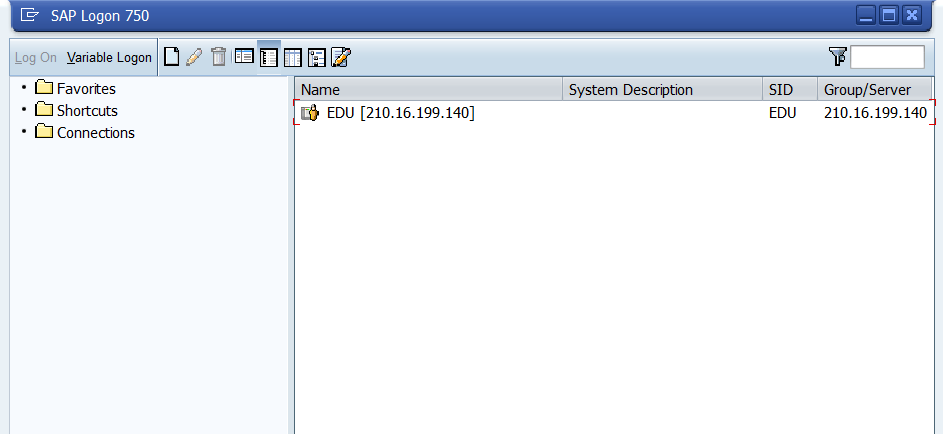 SAP Logon 750
Log On Variable Logon
Favorites
Shortcuts
Connections
Name System Description SID Group/Server
EDU [210.16.199.140] EDU 210.16.199.140